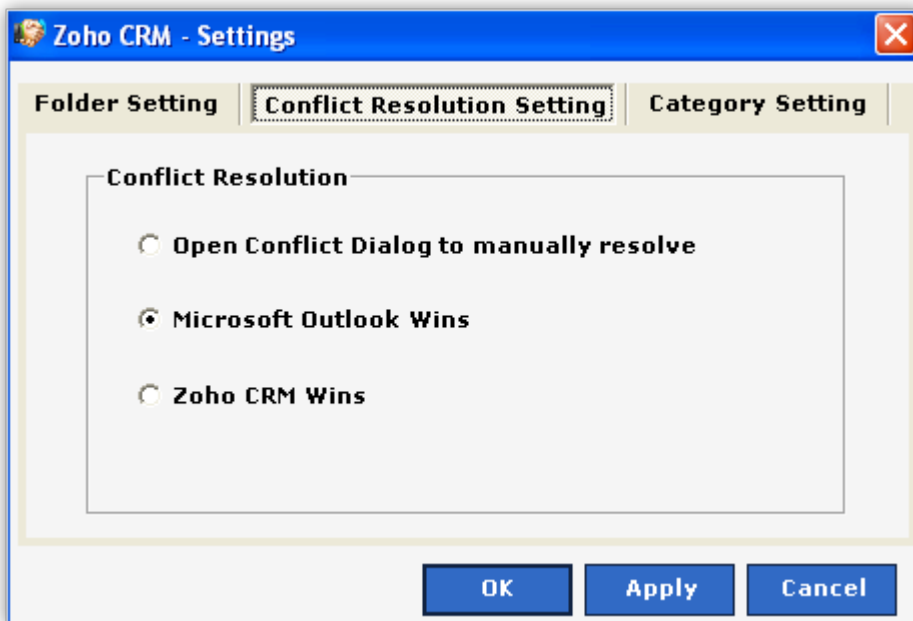 Zoho CRM - Settings
Folder Setting Conflict Resolution Setting Category Setting
Conflict Resolution
Open Conflict Dialog to manually resolve
Microsoft Outlook Wins
Zoho CRM Wins
OK Apply Cancel